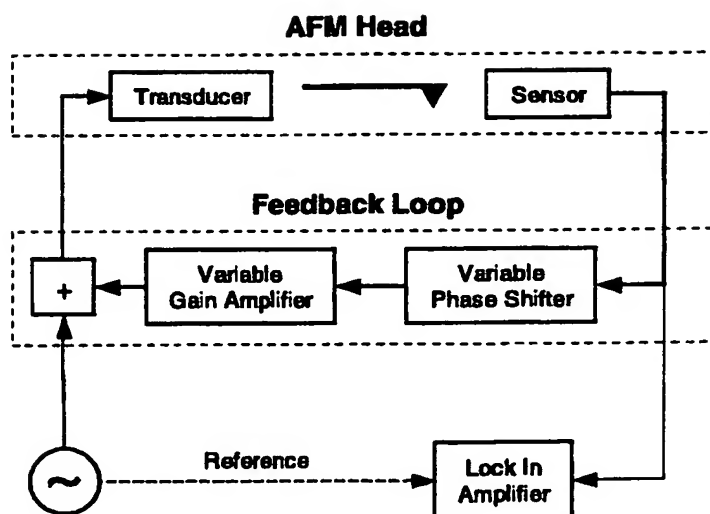 AFM Head
Transducer
Sensor
Feedback Loop
+
Variable
Gain Amplifier
Variable
Phase Shifter
~
Reference
Lock In
Amplifier